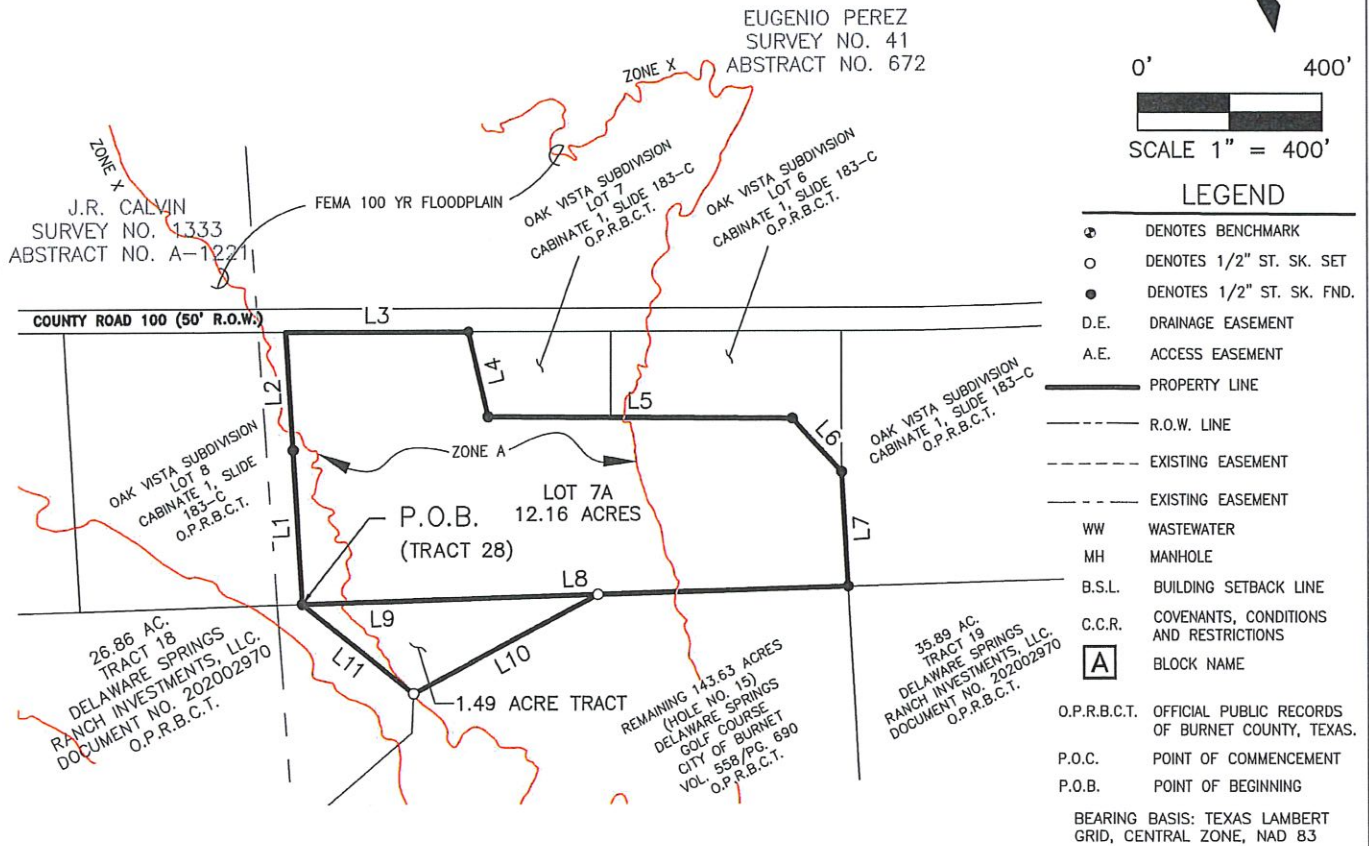 EUGENIO PEREZ
SURVEY NO. 41
ABSTRACT NO. 672
ZONE X
ZONE X
J.R. CALVIN
SURVEY NO. 1333
ABSTRACT NO. A-1221
FEMA 100 YR FLOODPLAIN
OAK VISTA SUBDIVISION
LOT 7
CABINATE 1, SLIDE 183-C
O.P.R.B.C.T.
OAK VISTA SUBDIVISION
LOT 6
CABINATE 1, SLIDE 183-C
O.P.R.B.C.T.
COUNTY ROAD 100 (50' R.O.W.)
L3
L4
L2
L5
L6
OAK VISTA SUBDIVISION
CABINATE 1, SLIDE 183-C
O.P.R.B.C.T.
OAK VISTA SUBDIVISION
LOT 8
CABINATE 1, SLIDE
183-C
O.P.R.B.C.T.
ZONE A
LOT 7A
12.16 ACRES
L1
P.O.B.
(TRACT 28)
L7
L8
L9
L10
L11
1.49 ACRE TRACT
26.86 AC.
TRACT 18
DELAWARE SPRINGS
RANCH INVESTMENTS, LLC.
DOCUMENT NO. 202002970
O.P.R.B.C.T.
REMAINING 143.63 ACRES
(HOLE NO. 15)
DELAWARE SPRINGS
GOLF COURSE
CITY OF BURNET
VOL. 558/PG. 690
O.P.R.B.C.T.
35.89 AC.
TRACT 19
DELAWARE SPRINGS
RANCH INVESTMENTS, LLC.
DOCUMENT NO. 202002970
O.P.R.B.C.T.
0' 400'
SCALE 1" = 400'
LEGEND
DENOTES BENCHMARK
DENOTES 1/2" ST. SK. SET
DENOTES 1/2" ST. SK. FND.
D.E. DRAINAGE EASEMENT
A.E. ACCESS EASEMENT
PROPERTY LINE
R.O.W. LINE
EXISTING EASEMENT
EXISTING EASEMENT
WW WASTEWATER
MH MANHOLE
B.S.L. BUILDING SETBACK LINE
C.C.R. COVENANTS, CONDITIONS
AND RESTRICTIONS
A BLOCK NAME
O.P.R.B.C.T. OFFICIAL PUBLIC RECORDS
OF BURNET COUNTY, TEXAS.
P.O.C. POINT OF COMMENCEMENT
P.O.B. POINT OF BEGINNING
BEARING BASIS: TEXAS LAMBERT
GRID, CENTRAL ZONE, NAD 83